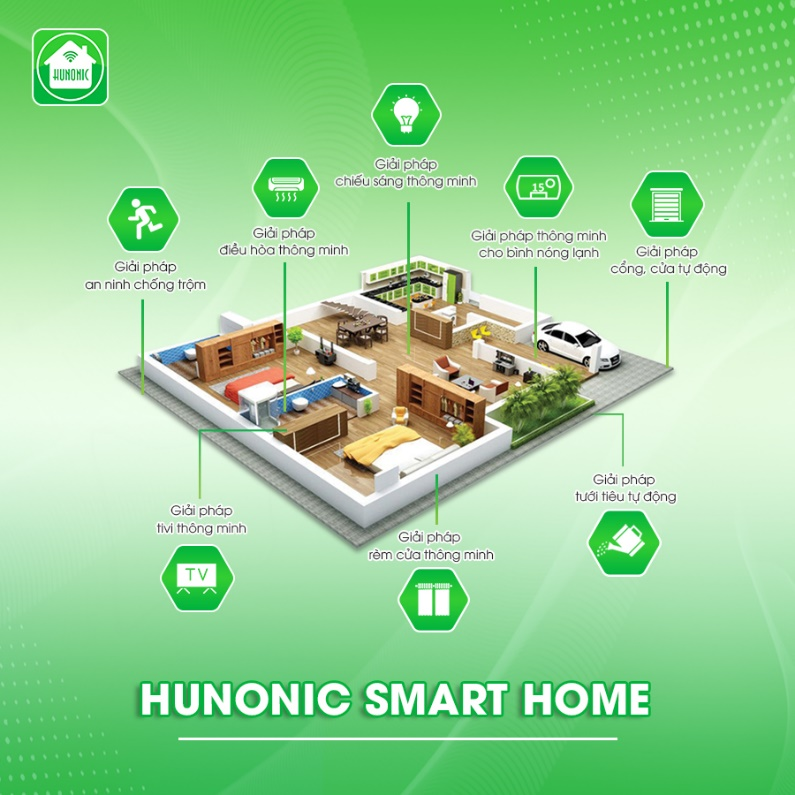 HUNONIC
Giải pháp
chiếu sáng thông minh
Giải pháp
điều hòa thông minh
15
Giải pháp thông minh
cho bình nóng lạnh
Giải pháp
cổng, cửa tự động
Giải pháp
an ninh chống trộm
Giải pháp
tivi thông minh
TV
Giải pháp
rèm cửa thông minh
Giải pháp
tưới tiêu tự động
HUNONIC SMART HOME